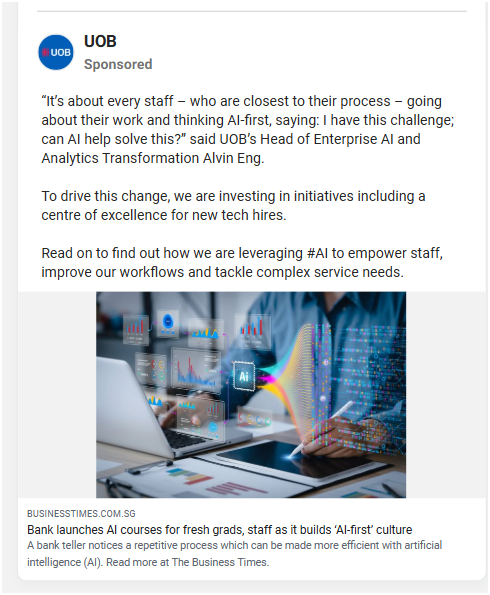 UOB
UOB
Sponsored
“It’s about every staff – who are closest to their process – going
about their work and thinking AI-first, saying: I have this challenge;
can AI help solve this?” said UOB’s Head of Enterprise AI and
Analytics Transformation Alvin Eng.
To drive this change, we are investing in initiatives including a
centre of excellence for new tech hires.
Read on to find out how we are leveraging #AI to empower staff,
improve our workflows and tackle complex service needs.
Ai
BUSINESSTIMES.COM.SG
Bank launches AI courses for fresh grads, staff as it builds ‘AI-first’ culture
A bank teller notices a repetitive process which can be made more efficient with artificial
intelligence (AI). Read more at The Business Times.